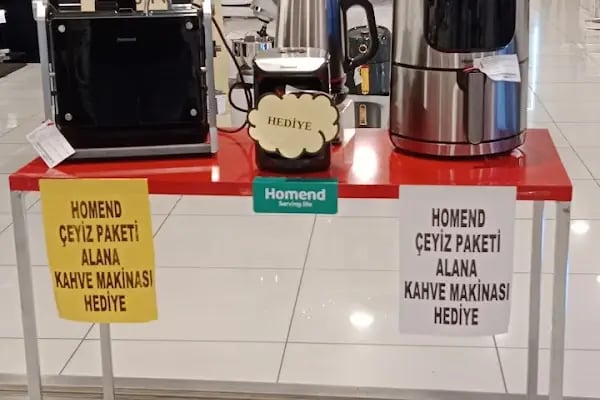 HEDİYE
Homend
Serving life
HOMEND
ÇEYİZ PAKETİ
ALANA
KAHVE MAKİNASI
HEDİYE
HOMEND
ÇEYİZ PAKETİ
ALANA
KAHVE MAKİNASI
HEDİYE